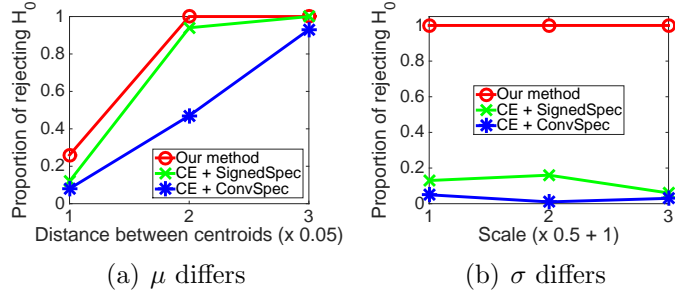 Proportion of rejecting H0
1
0.8
0.6
0.4
0.2
0
Our method
CE + SignedSpec
CE + ConvSpec
1 2 3
Distance between centroids (x 0.05)
(a) μ differs
Proportion of rejecting H0
1
0.8
0.6
0.4
0.2
0
Our method
CE + SignedSpec
CE + ConvSpec
1 2 3
Scale (x 0.5 + 1)
(b) σ differs